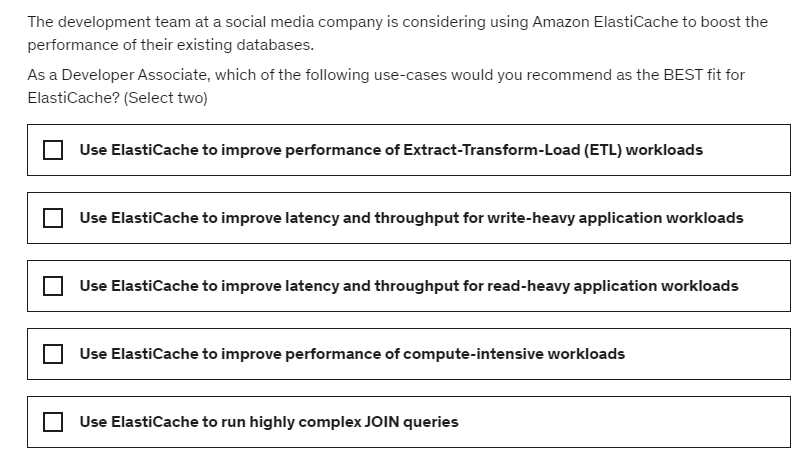 The development team at a social media company is considering using Amazon ElastiCache to boost the
performance of their existing databases.
As a Developer Associate, which of the following use-cases would you recommend as the BEST fit for
ElastiCache? (Select two)
Use ElastiCache to improve performance of Extract-Transform-Load (ETL) workloads
Use ElastiCache to improve latency and throughput for write-heavy application workloads
Use ElastiCache to improve latency and throughput for read-heavy application workloads
Use ElastiCache to improve performance of compute-intensive workloads
Use ElastiCache to run highly complex JOIN queries